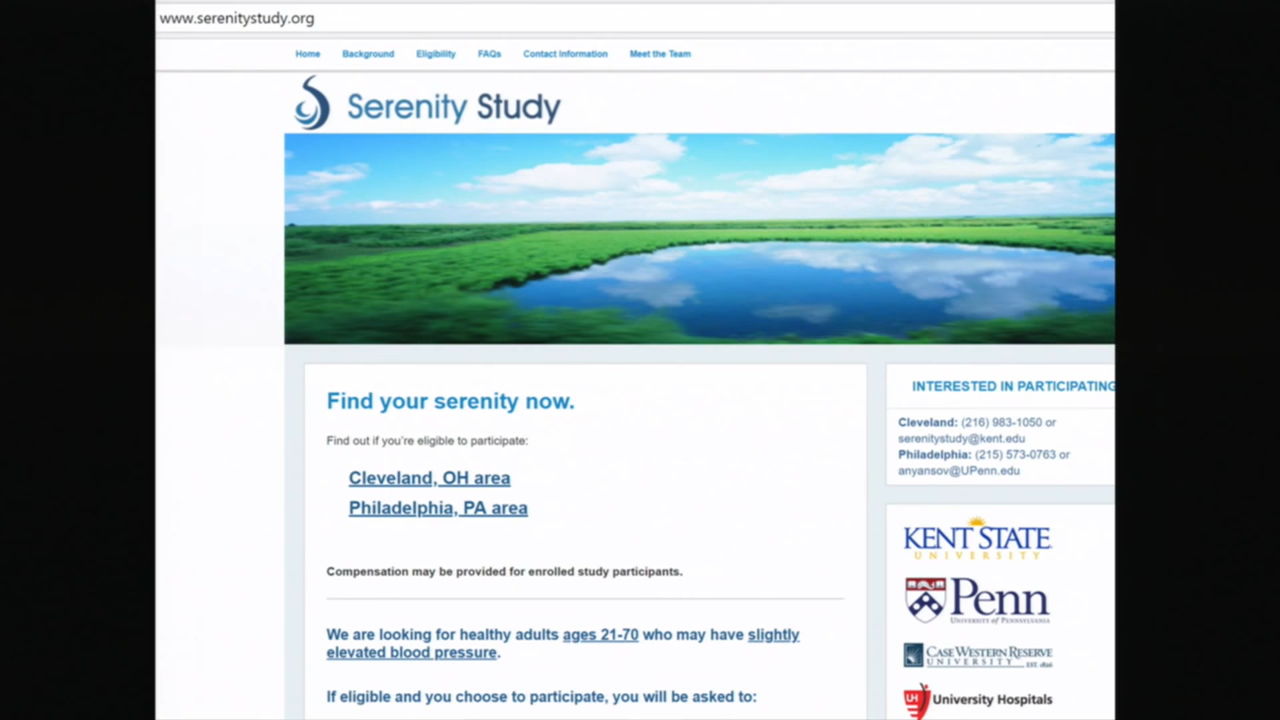 www.serenitystudy.org
Home Background Eligibility FAQs Contact Information Meet the Team
Serenity Study
Find your serenity now.
Find out if you're eligible to participate:
Cleveland, OH area
Philadelphia, PA area
Compensation may be provided for enrolled study participants.
We are looking for healthy adults ages 21-70 who may have slightly
elevated blood pressure.
If eligible and you choose to participate, you will be asked to:
INTERESTED IN PARTICIPATING
Cleveland: (216) 983-1050 or
serenitystudy@kent.edu
Philadelphia: (215) 573-0763 or
anyansov@UPenn.edu
KENT STATE
UNIVERSITY
Penn
UNIVERSITY OF PENNSYLVANIA
CASE WESTERN RESERVE
UNIVERSITY EST. 1826
UH University Hospitals